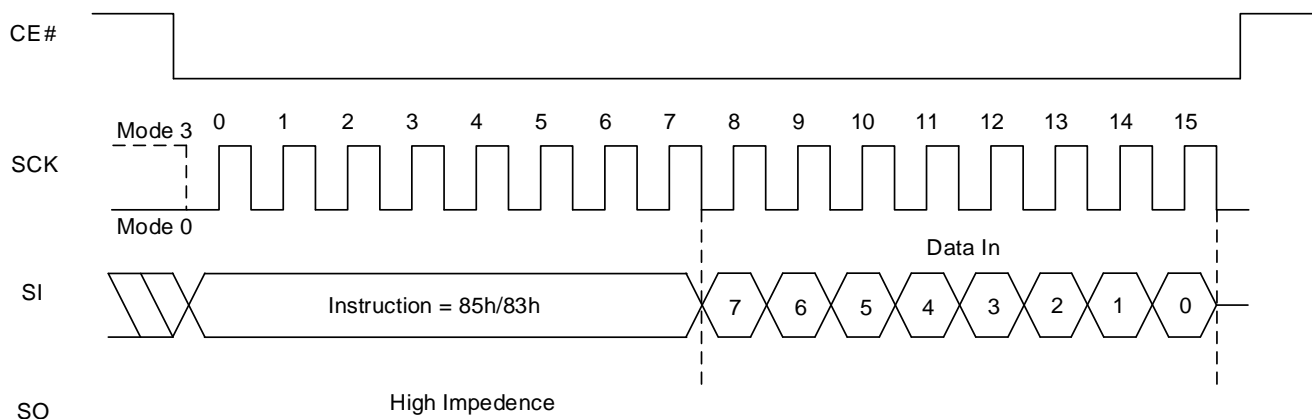 CE#
0 1 2 3 4 5 6 7 8 9 10 11 12 13 14 15
Mode 3
SCK
Mode 0
Data In
SI
Instruction = 85h/83h
7 6 5 4 3 2 1 0
High Impedence
SO